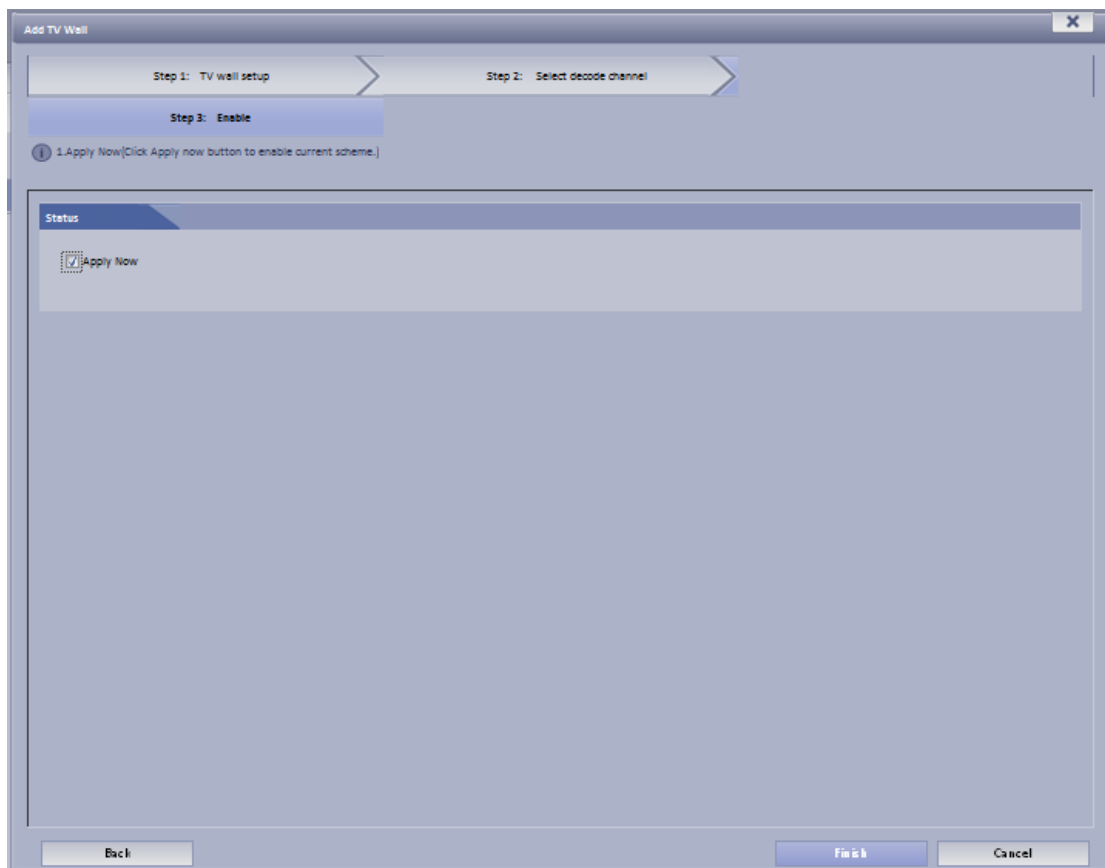 Add TV Wall
Step 1: TV wall setup
Step 2: Select decode channel
Step 3: Enable
1.Apply Now(Click Apply now button to enable current scheme.)
Status
Apply Now
Back
Finish
Cancel